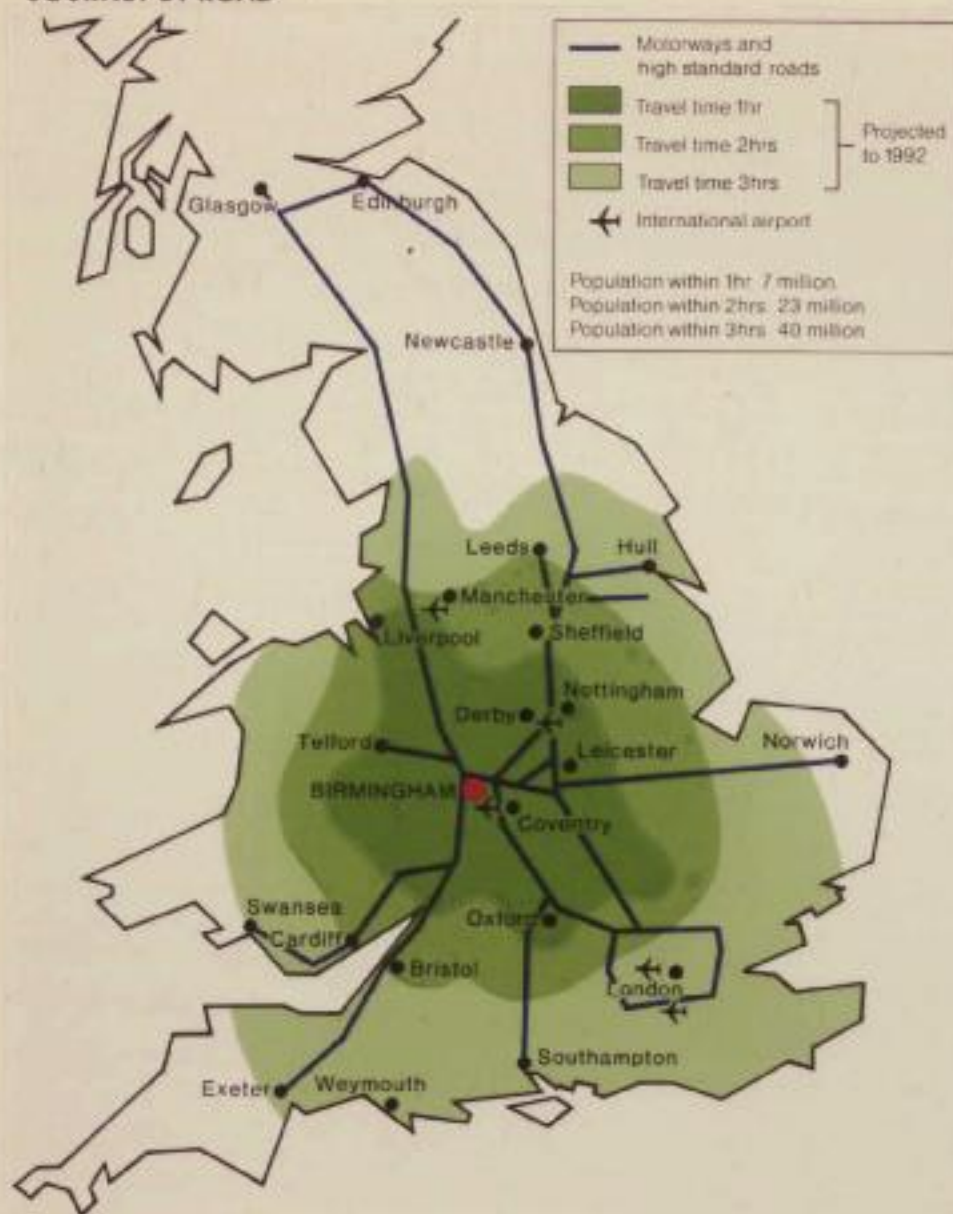 Motorways and
high standard roads
Travel time 1hr
Travel time 2hrs
Travel time 3hrs
Projected
to 1992
International airport
Population within 1hr 7 million
Population within 2hrs 23 million
Population within 3hrs 40 million
Glasgow
Edinburgh
Newcastle
Leeds
Hull
Manchester
Liverpool
Sheffield
Nottingham
Derby
Telford
Leicester
Norwich
BIRMINGHAM
Coventry
Swansea
Cardiff
Oxford
Bristol
London
Southampton
Exeter
Weymouth